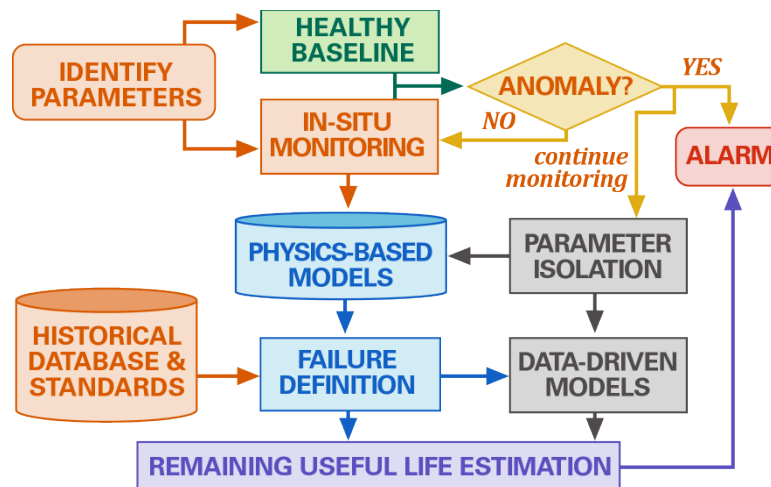 IDENTIFY
PARAMETERS
HEALTHY
BASELINE
ANOMALY?
YES
IN-SITU
MONITORING
NO
continue
monitoring
ALARM
PHYSICS-BASED
MODELS
PARAMETER
ISOLATION
HISTORICAL
DATABASE &
STANDARDS
FAILURE
DEFINITION
DATA-DRIVEN
MODELS
REMAINING USEFUL LIFE ESTIMATION